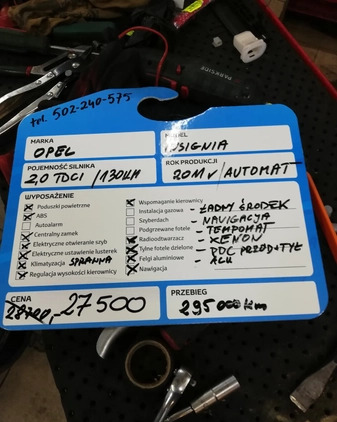 tel. 502-240-575
PARKSIDE
MARKA
OPEL
MODEL
INSIGNIA
POJEMNOŚĆ SILNIKA
2,0 TDCI / 130KM
ROK PRODUKCJI
2011r / AUTOMAT
WYPOSAŻENIE
Poduszki powietrzne
ABS
Autoalarm
Centralny zamek
Elektryczne otwieranie szyb
Elektryczne ustawienie lusterek
Klimatyzacja SPRAWNA
Regulacja wysokości kierownicy
Wspomaganie kierownicy
Instalacja gazowa
Szyberdach
Podgrzewane fotele
Radioodtwarzacz
Tylne fotele dzielone
Felgi aluminiowe
Nawigacja
- ŁADNY ŚRODEK
- NAWIGACJA
- TEMPOMAT
- XENON
- PDC PRZÓD+TYŁ
- ALU
CENA
27500
PRZEBIEG
295 000 km